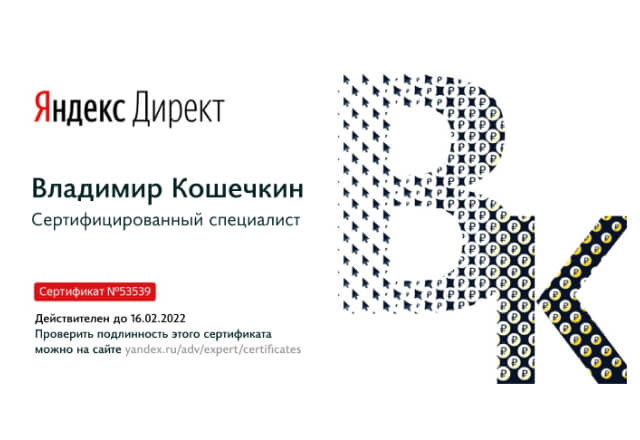 Яндекс Директ
Владимир Кошечкин
Сертифицированный специалист
Сертификат №53539
Действителен до 16.02.2022
Проверить подлинность этого сертификата
можно на сайте yandex.ru/adv/expert/certificates
ВК